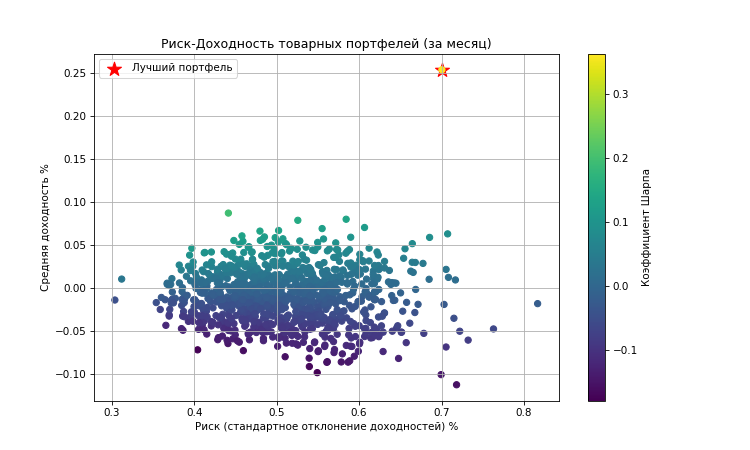 Риск-Доходность товарных портфелей (за месяц)
Лучший портфель
Средняя доходность %
0.25
0.20
0.15
0.10
0.05
0.00
−0.05
−0.10
0.3 0.4 0.5 0.6 0.7 0.8
Риск (стандартное отклонение доходностей) %
0.3
0.2
0.1
0.0
−0.1
Коэффициент Шарпа